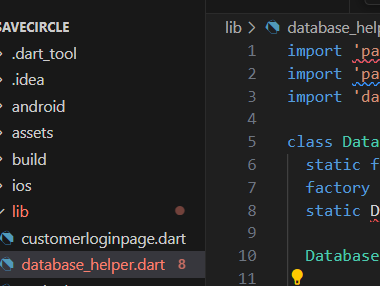 SAVECIRCLE
.dart_tool
.idea
android
assets
build
ios
lib
customerloginpage.dart
database_helper.dart 8
lib > database_hel
1 import 'pa
2 import 'pa
3 import 'da
4
5 class Data
6 static f
7 factory
8 static D
9
10 Database
11